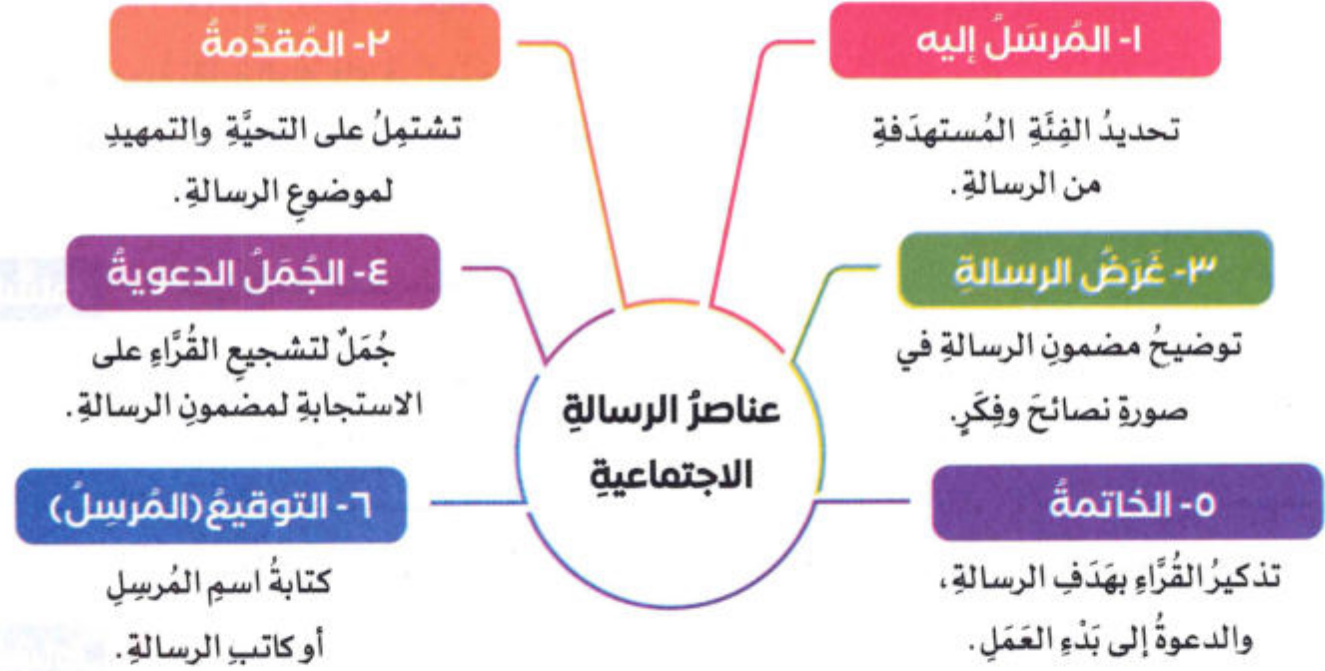 ١- المُرسَلُ إليه
تحديدُ الفِئَةِ المُستهدَفةِ
من الرسالةِ.
٢- المُقدِّمةُ
تشتمِلُ على التحيَّةِ والتمهيدِ
لموضوعِ الرسالةِ.
٣- غَرَضُ الرسالةِ
توضيحُ مضمونِ الرسالةِ في
صورةِ نصائحَ وفِكَرٍ.
٤- الجُمَلُ الدعويةُ
جُمَلٌ لتشجيعِ القُرَّاءِ على
الاستجابةِ لمضمونِ الرسالةِ.
عناصرُ الرسالةِ
الاجتماعيةِ
٥- الخاتمةُ
تذكيرُ القُرَّاءِ بهَدَفِ الرسالةِ،
والدعوةُ إلى بَدْءِ العَمَلِ.
٦- التوقيعُ (المُرسِلُ)
كتابةُ اسمِ المُرسِلِ
أو كاتبِ الرسالةِ.